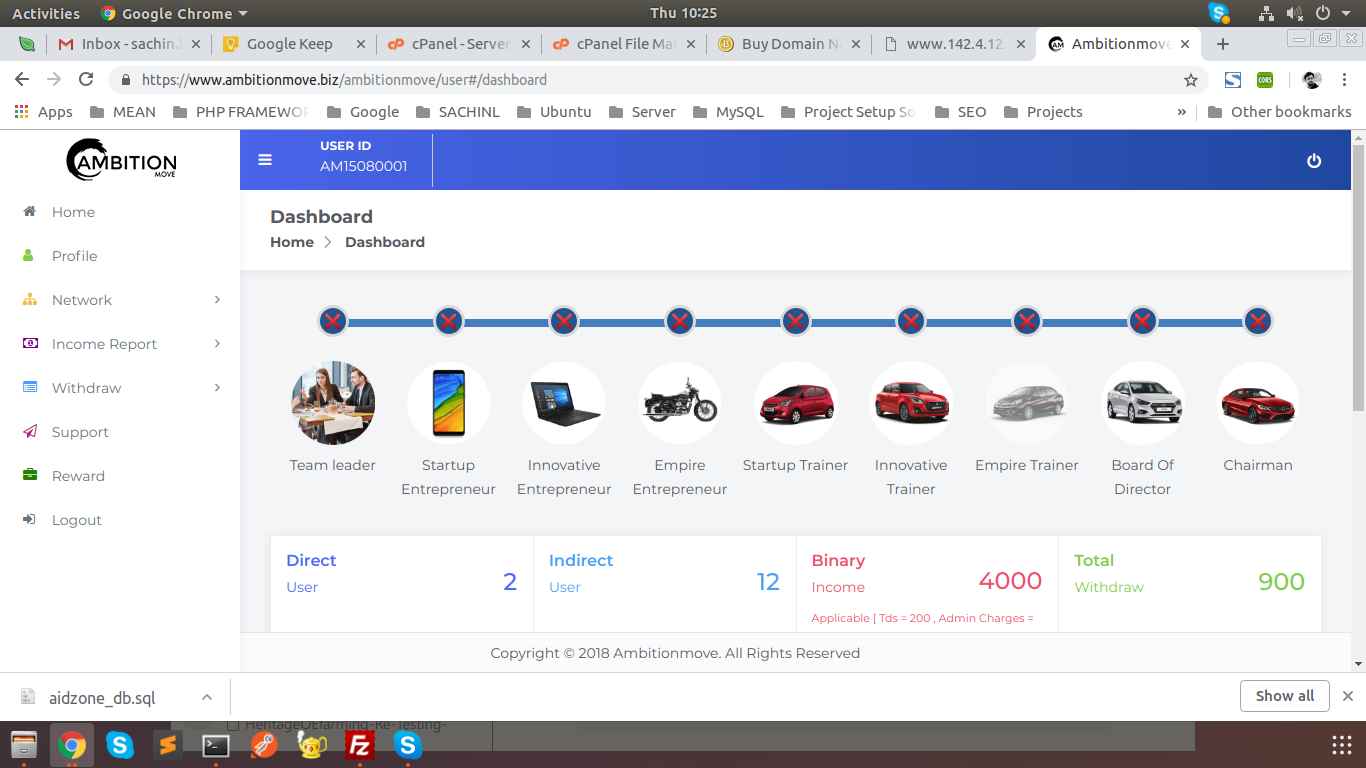 Activities
Google Chrome
Thu 10:25
Inbox - sachin.
Google Keep
cPanel - Server
cPanel File Mar
Buy Domain Na
www.142.4.12.
Ambitionmove
https://www.ambitionmove.biz/ambitionmove/user#/dashboard
Apps
MEAN
PHP FRAMEWOR
Google
SACHINL
Ubuntu
Server
MySQL
Project Setup So
SEO
Projects
»
Other bookmarks
AMBITION
MOVE
USER ID
AM15080001
Home
Profile
Network
Income Report
Withdraw
Support
Reward
Logout
Dashboard
Home > Dashboard
Team leader
Startup
Entrepreneur
Innovative
Entrepreneur
Empire
Entrepreneur
Startup Trainer
Innovative
Trainer
Empire Trainer
Board Of
Director
Chairman
Direct
User
2
Indirect
User
12
Binary
Income
4000
Applicable [ Tds = 200 , Admin Charges =
Total
Withdraw
900
Copyright © 2018 Ambitionmove. All Rights Reserved
aidzone_db.sql
Show all
HeritageOEfarming-Re-Testing-